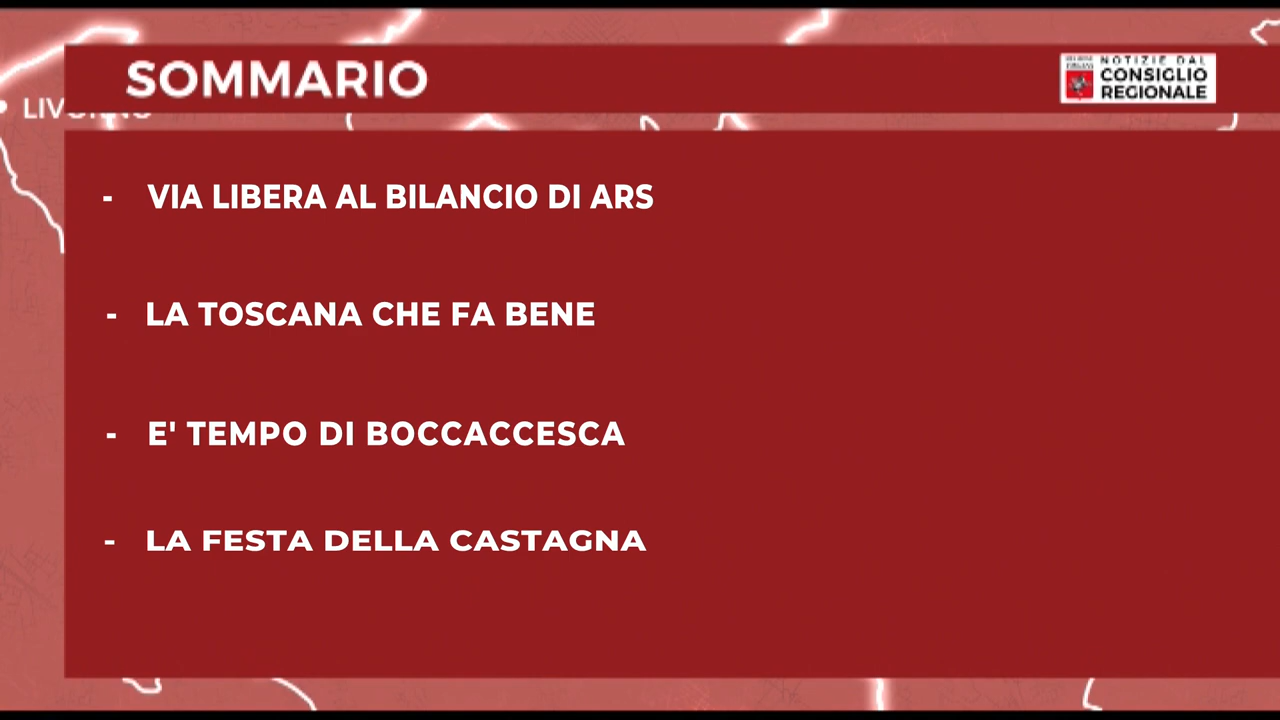 SOMMARIO
NOTIZIE DAL
CONSIGLIO
REGIONALE
- VIA LIBERA AL BILANCIO DI ARS
- LA TOSCANA CHE FA BENE
- E' TEMPO DI BOCCACCESCA
- LA FESTA DELLA CASTAGNA